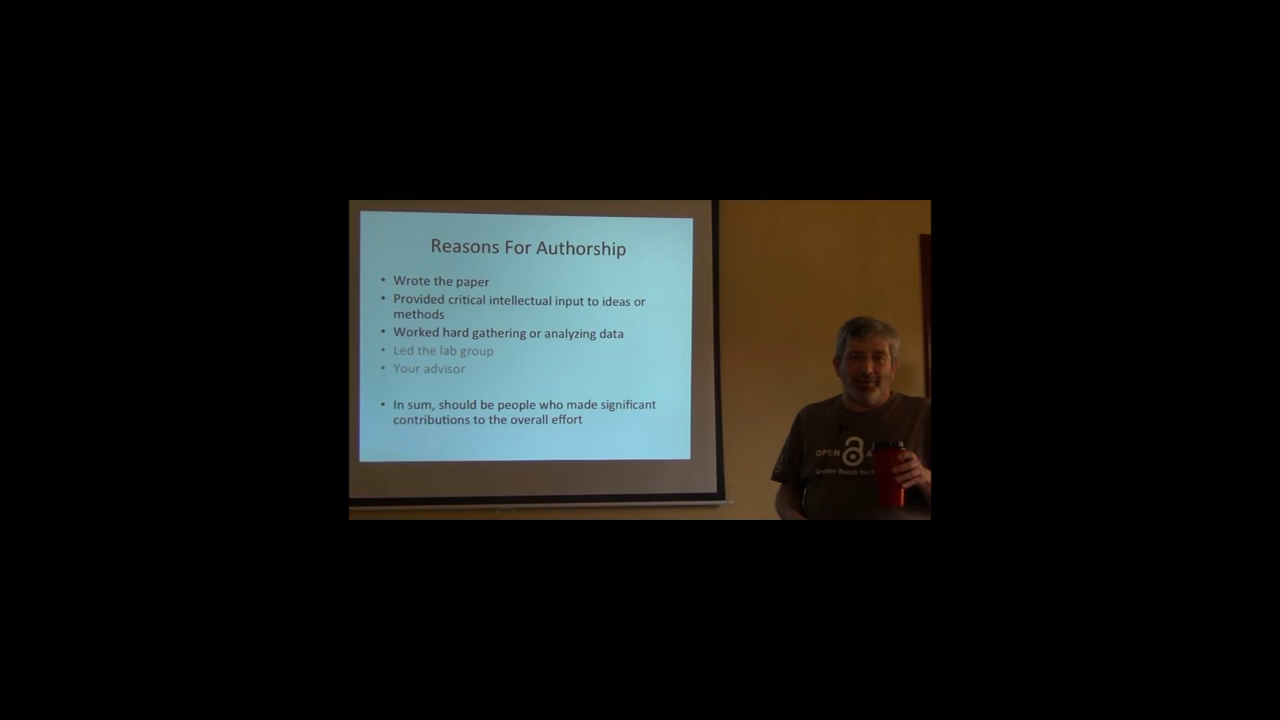 Reasons For Authorship
• Wrote the paper
• Provided critical intellectual input to ideas or
methods
• Worked hard gathering or analyzing data
• Led the lab group
• Your advisor
• In sum, should be people who made significant
contributions to the overall effort
OPEN A
Reach for